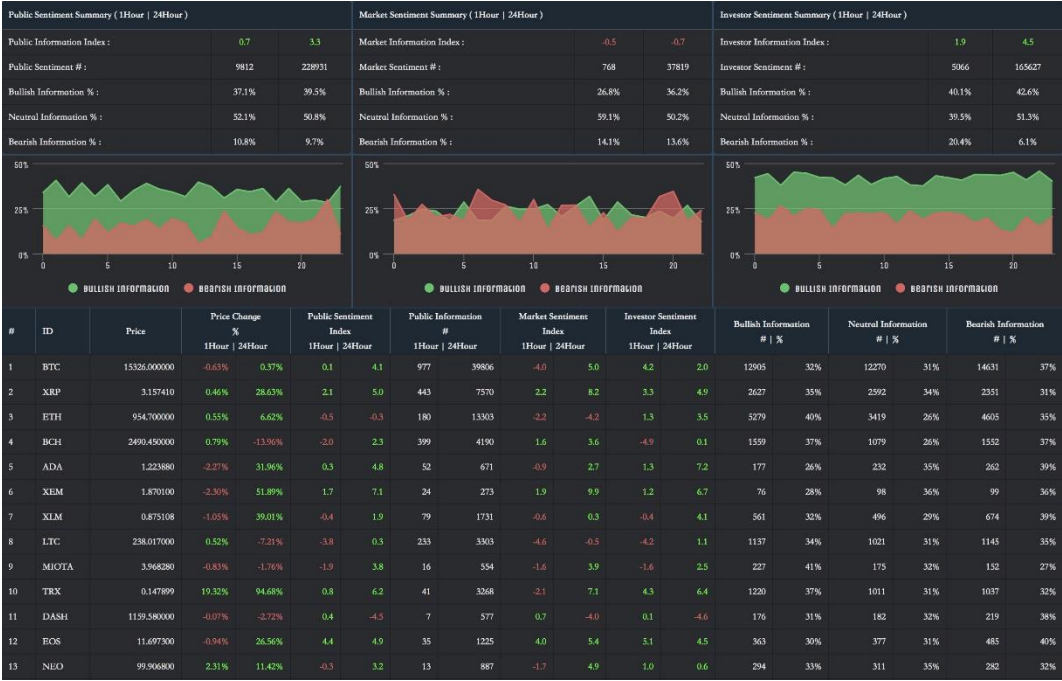 Public Sentiment Summary ( 1Hour | 24Hour )
Public Information Index : 0.7 3.3
Public Sentiment # : 9812 228931
Bullish Information % : 37.1% 39.5%
Neutral Information % : 52.1% 50.8%
Bearish Information % : 10.8% 9.7%
50%
25%
0%
0 5 10 15 20
BULLISH INFORMATION BEARISH INFORMATION
Market Sentiment Summary ( 1Hour | 24Hour )
Market Information Index : -0.5 -0.7
Market Sentiment # : 768 37819
Bullish Information % : 26.8% 36.2%
Neutral Information % : 59.1% 50.2%
Bearish Information % : 14.1% 13.6%
50%
25%
0%
0 5 10 15 20
BULLISH INFORMATION BEARISH INFORMATION
Investor Sentiment Summary ( 1Hour | 24Hour )
Investor Information Index : 1.9 4.5
Investor Sentiment # : 5066 165627
Bullish Information % : 40.1% 42.6%
Neutral Information % : 39.5% 51.3%
Bearish Information % : 20.4% 6.1%
50%
25%
0%
0 5 10 15 20
BULLISH INFORMATION BEARISH INFORMATION
# ID Price
Price Change
%
1Hour | 24Hour
Public Sentiment
Index
1Hour | 24Hour
Public Information
#
1Hour | 24Hour
Market Sentiment
Index
1Hour | 24Hour
Investor Sentiment
Index
1Hour | 24Hour
Bullish Information
# | %
Neutral Information
# | %
Bearish Information
# | %
1 BTC 15326.000000 -0.63% 0.37% 0.1 4.1 977 39806 -4.0 5.0 4.2 2.0 12905 32% 12270 31% 14631 37%
2 XRP 3.157410 0.46% 28.63% 2.1 5.0 443 7570 2.2 8.2 3.3 4.9 2627 35% 2592 34% 2351 31%
3 ETH 954.700000 0.55% 6.62% -0.5 -0.3 180 13303 -2.2 -4.2 1.3 3.5 5279 40% 3419 26% 4605 35%
4 BCH 2490.450000 0.79% -13.96% -2.0 2.3 399 4190 1.6 3.6 -4.9 0.1 1559 37% 1079 26% 1552 37%
5 ADA 1.223880 -2.27% 31.96% 0.3 4.8 52 671 -0.9 2.7 1.3 7.2 177 26% 232 35% 262 39%
6 XEM 1.870100 -2.30% 51.89% 1.7 7.1 24 273 1.9 9.9 1.2 6.7 76 28% 98 36% 99 36%
7 XLM 0.875108 -1.05% 39.01% -0.4 1.9 79 1731 -0.6 0.3 -0.4 4.1 561 32% 496 29% 674 39%
8 LTC 238.017000 0.52% -7.21% -3.8 0.3 233 3303 -4.6 -0.5 -4.2 1.1 1137 34% 1021 31% 1145 35%
9 MIOTA 3.968280 -0.83% -1.76% -1.9 3.8 16 554 -1.6 3.9 -1.6 2.5 227 41% 175 32% 152 27%
10 TRX 0.147899 19.32% 94.68% 0.8 6.2 41 3268 -2.1 7.1 4.3 6.4 1220 37% 1011 31% 1037 32%
11 DASH 1159.580000 -0.07% -2.72% 0.4 -4.5 7 577 0.7 -4.0 0.1 -4.6 176 31% 182 32% 219 38%
12 EOS 11.697300 -0.94% 26.56% 4.4 4.9 35 1225 4.0 5.4 5.1 4.5 363 30% 377 31% 485 40%
13 NEO 99.906800 2.31% 11.42% -0.3 3.2 13 887 -1.7 4.9 1.0 0.6 294 33% 311 35% 282 32%